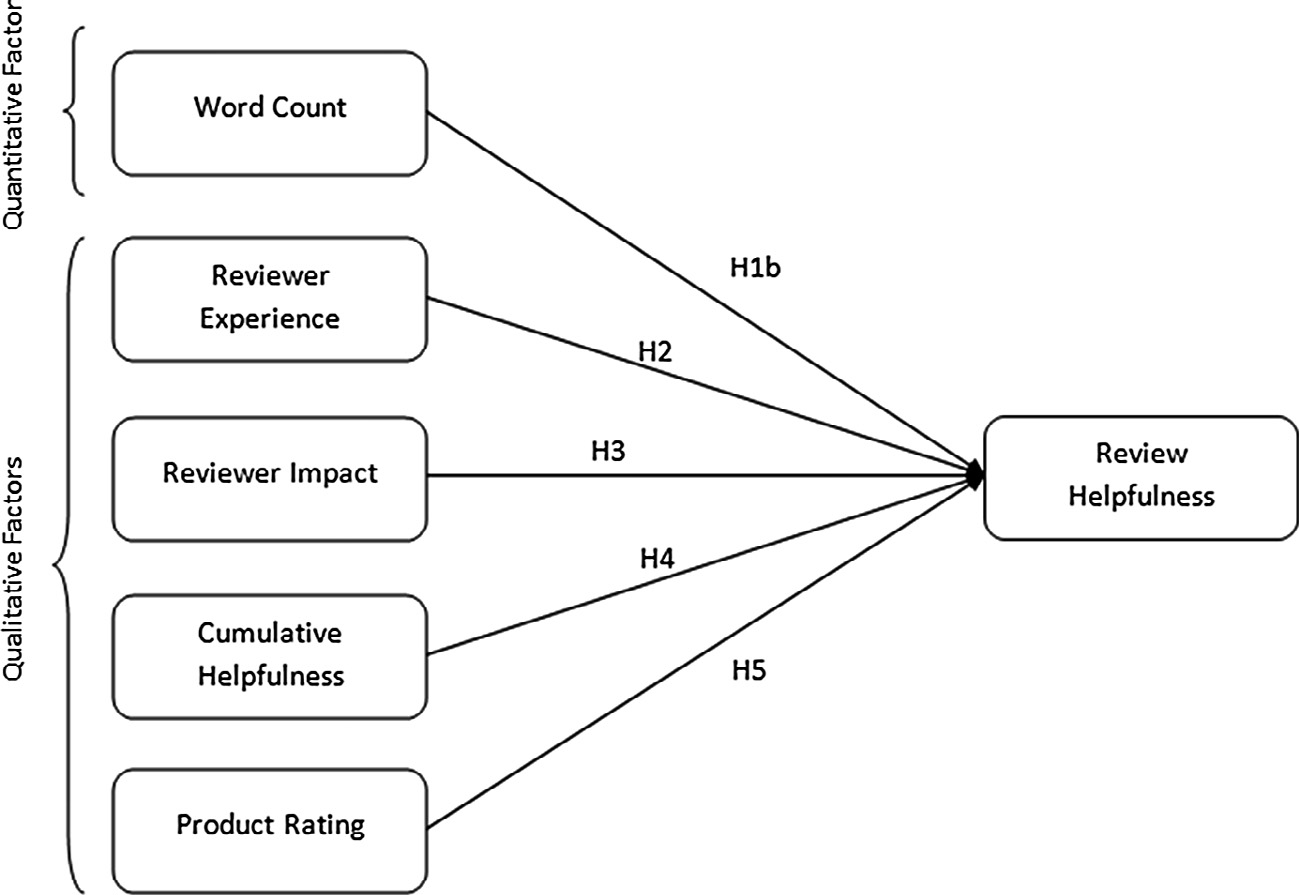 Quantitative Factor
Word Count
H1b
Reviewer
Experience
H2
Qualitative Factors
Reviewer Impact
H3
Review
Helpfulness
H4
Cumulative
Helpfulness
H5
Product Rating